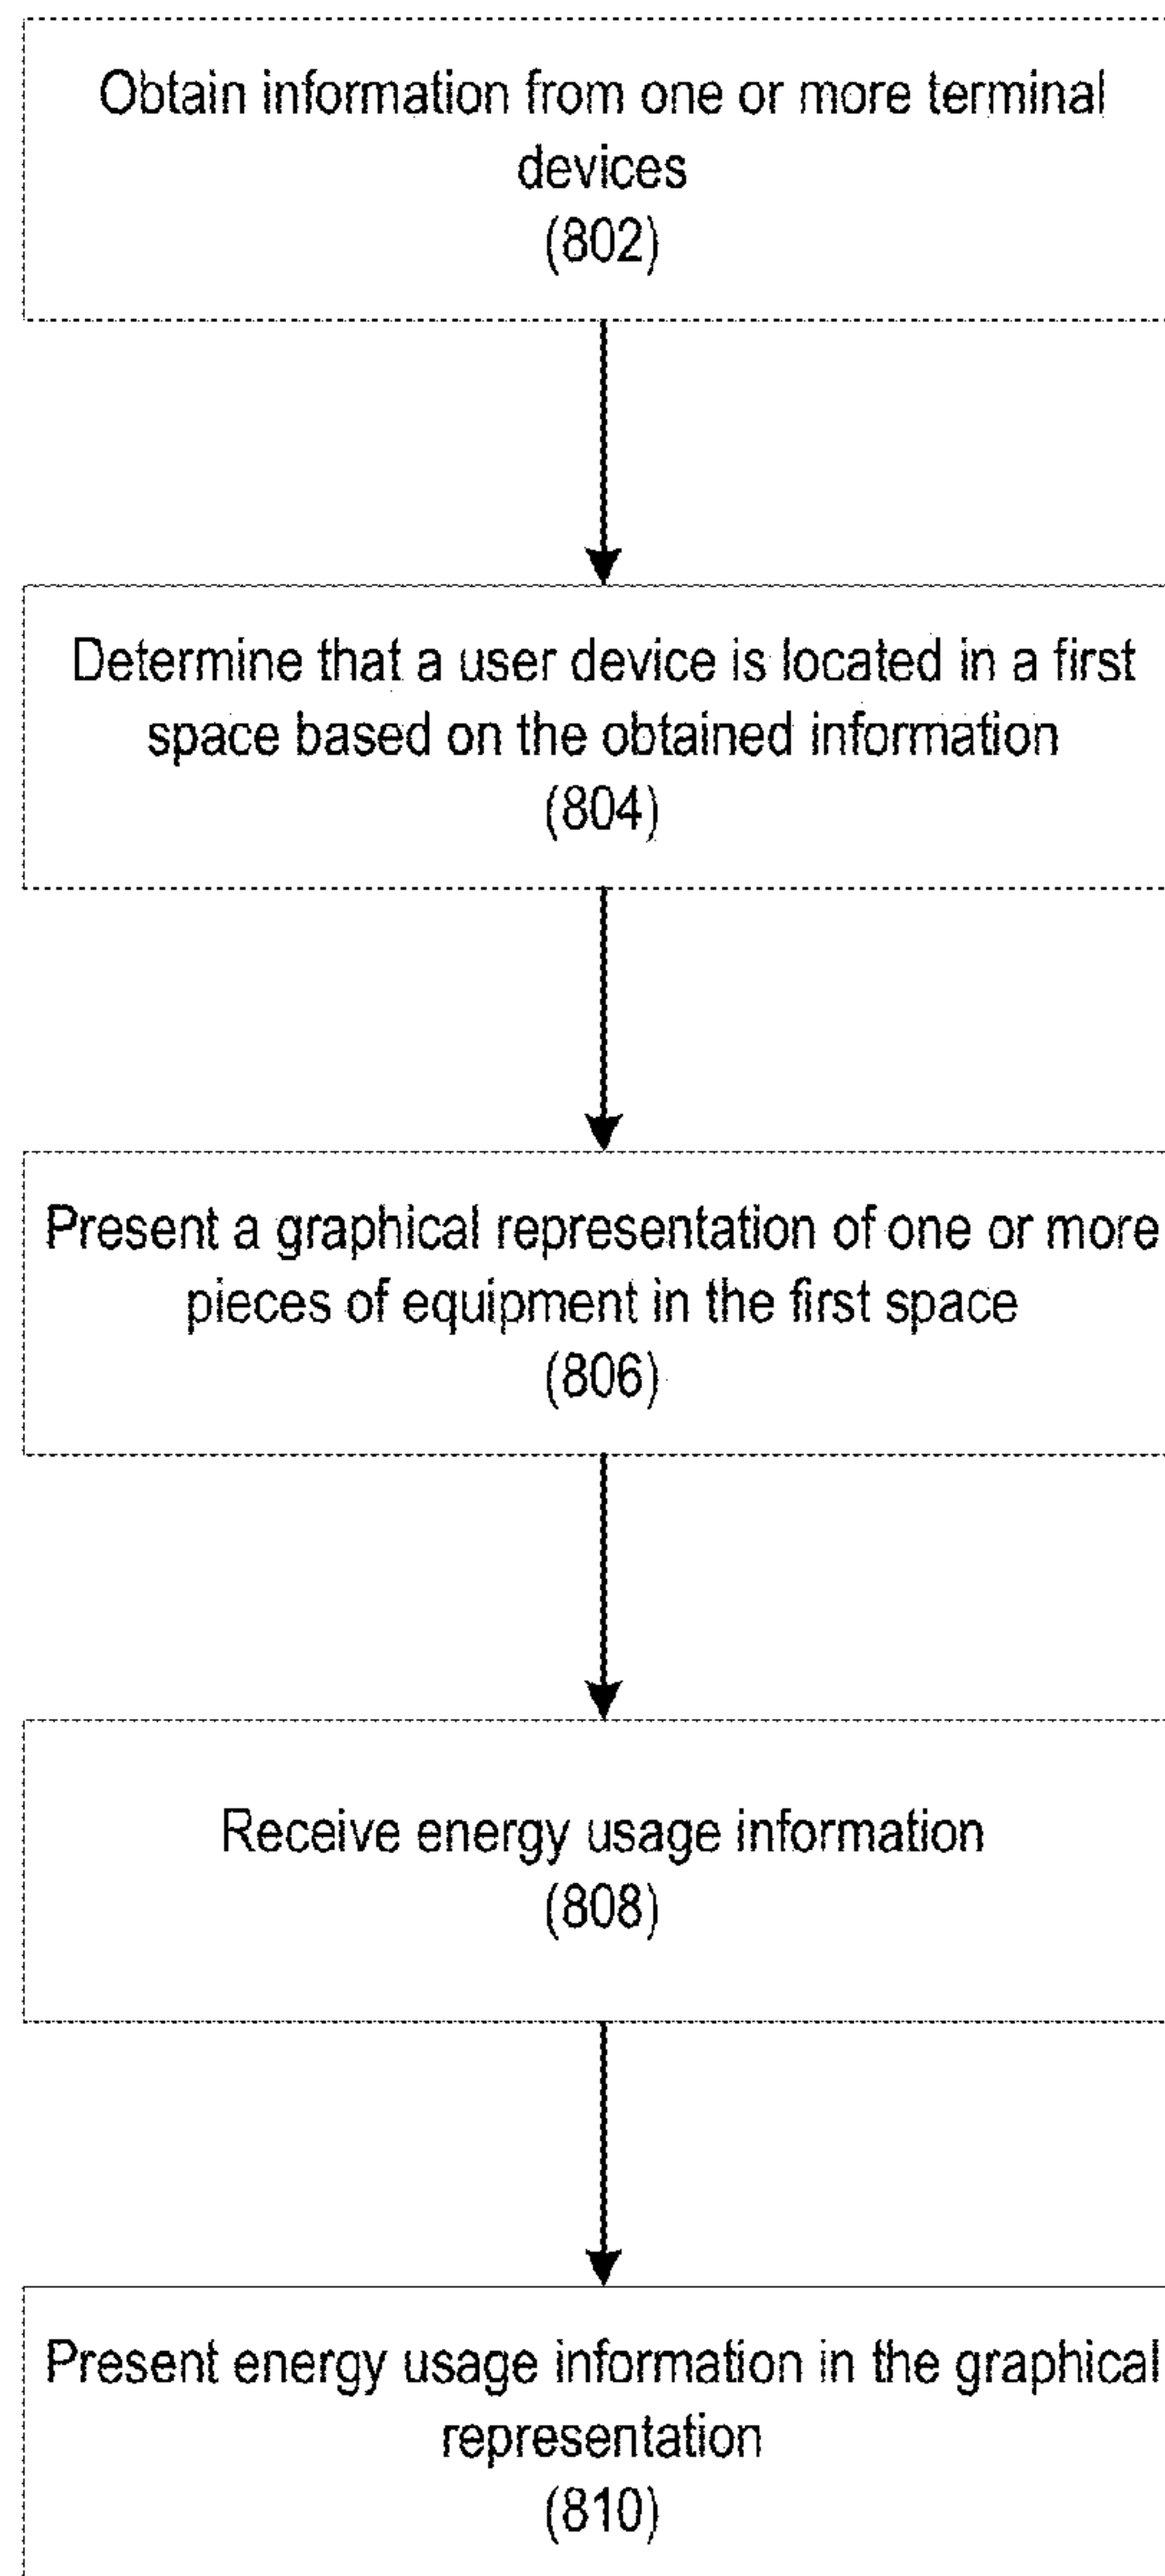 Obtain information from one or more terminal
devices
(802)
Determine that a user device is located in a first
space based on the obtained information
(804)
Present a graphical representation of one or more
pieces of equipment in the first space
(806)
Receive energy usage information
(808)
Present energy usage information in the graphical
representation
(810)